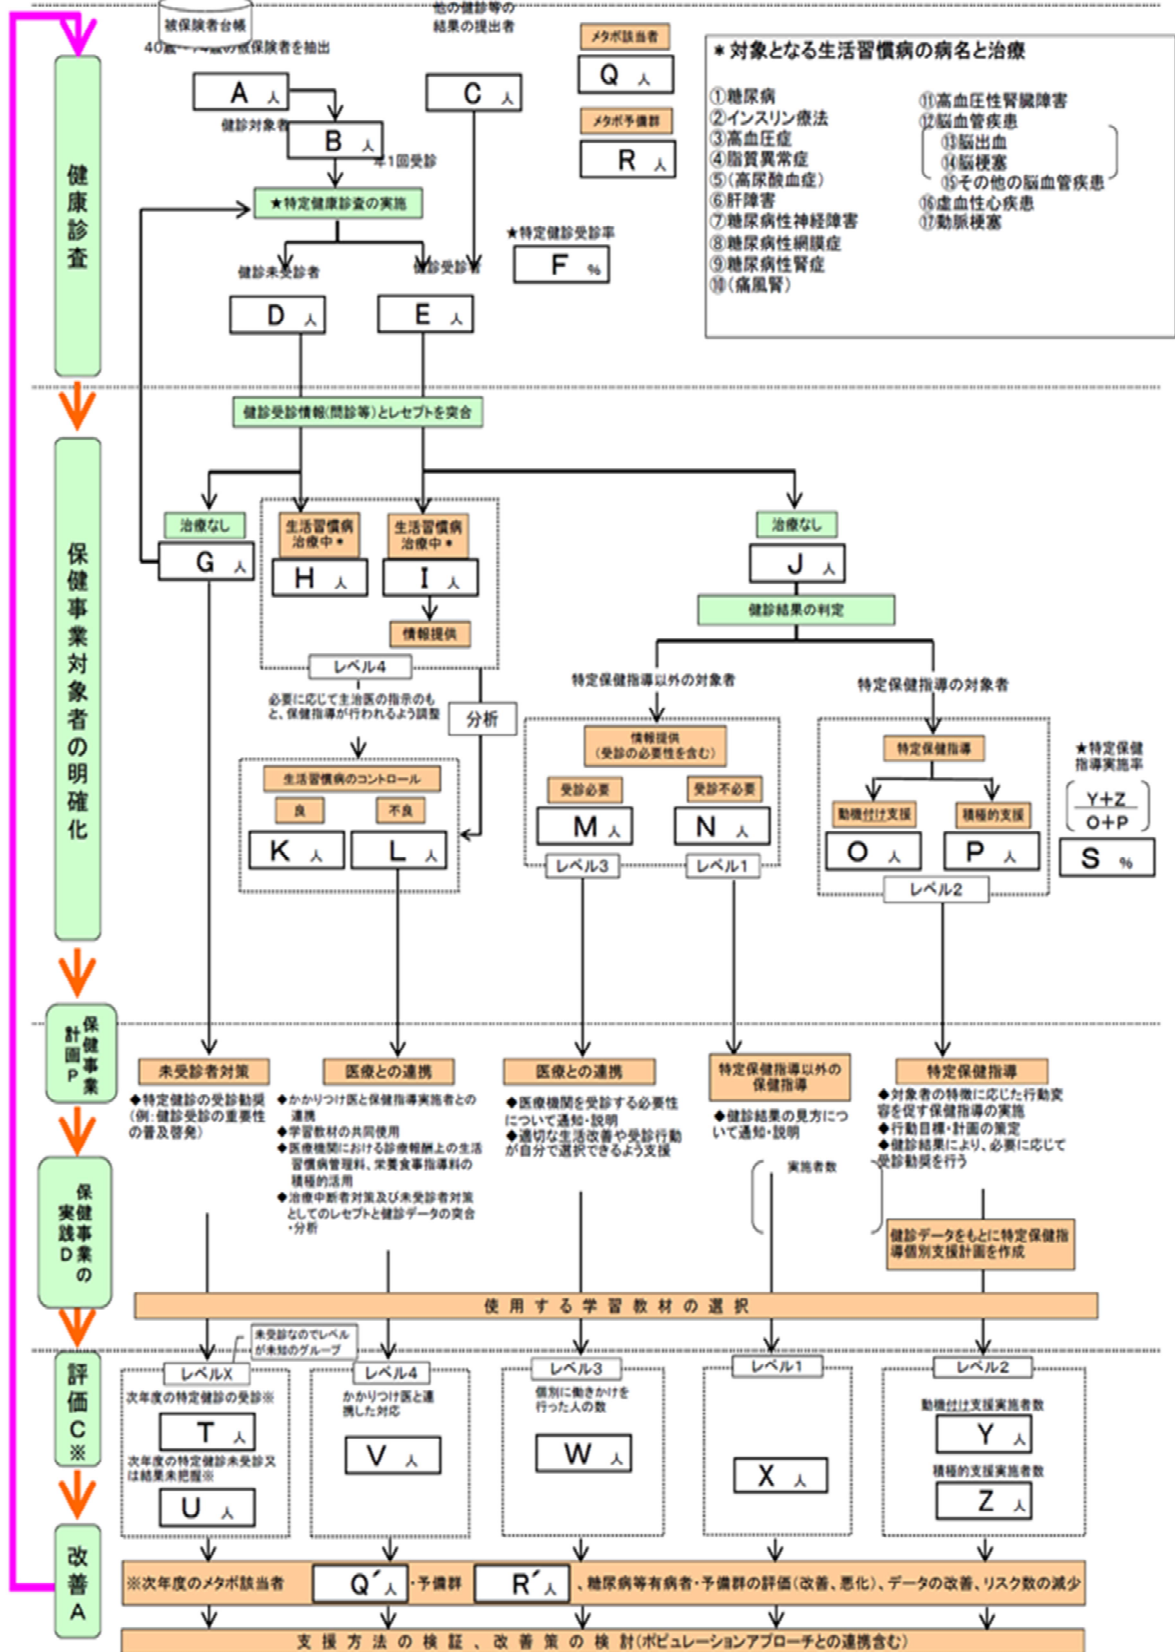 被保険者台帳
40歳～74歳の被保険者を抽出
他の健診等の
結果の提出者
メタボ該当者
Q 人
メタボ予備群
R 人
*対象となる生活習慣病の病名と治療
①糖尿病
②インスリン療法
③高血圧症
④脂質異常症
⑤(高尿酸血症)
⑥肝障害
⑦糖尿病性神経障害
⑧糖尿病性網膜症
⑨糖尿病性腎症
⑩(痛風腎)
⑪高血圧性腎臓障害
⑫脳血管疾患
⑬脳出血
⑭脳梗塞
⑮その他の脳血管疾患
⑯虚血性心疾患
⑰動脈梗塞
健康診査
A 人
C 人
健診対象者
B 人
年1回受診
★特定健康診査の実施
★特定健診受診率
F %
健診未受診者
健診受診者
D 人
E 人
健診受診情報(問診等)とレセプトを突合
保健事業対象者の明確化
治療なし
G 人
生活習慣病
治療中*
H 人
生活習慣病
治療中*
I 人
情報提供
レベル4
治療なし
J 人
健診結果の判定
必要に応じて主治医の指示のも
と、保健指導が行われるよう調整
分析
特定保健指導以外の対象者
特定保健指導の対象者
生活習慣病のコントロール
良
不良
K 人
L 人
情報提供
(受診の必要性を含む)
受診必要
受診不必要
M 人
N 人
レベル3
レベル1
特定保健指導
動機付け支援
積極的支援
O 人
P 人
レベル2
★特定保健
指導実施率
Y+Z
O+P
S %
保健事業
計画P
未受診者対策
◆特定健診の受診勧奨
(例:健診受診の重要性
の普及啓発)
医療との連携
◆かかりつけ医と保健指導実施者との
連携
◆学習教材の共同使用
◆医療機関における診療報酬上の生活
習慣病管理料、栄養食事指導料の
積極的活用
◆治療中断者対策及び未受診者対策
としてのレセプトと健診データの突合
・分析
医療との連携
◆医療機関を受診する必要性
について通知・説明
◆適切な生活改善や受診行動
が自分で選択できるよう支援
特定保健指導以外の
保健指導
◆健診結果の見方につ
いて通知・説明
実施者数
特定保健指導
◆対象者の特徴に応じた行動変
容を促す保健指導の実施
◆行動目標・計画の策定
◆健診結果により、必要に応じて
受診勧奨を行う
健診データをもとに特定保健指
導個別支援計画を作成
保健事業の
実践D
使用する学習教材の選択
評価C※
未受診なのでレベル
が未知のグループ
レベルX
次年度の特定健診の受診※
T 人
次年度の特定健診未受診又
は結果未把握※
U 人
レベル4
かかりつけ医と連
携した対応
V 人
レベル3
個別に働きかけを
行った人の数
W 人
レベル1
X 人
レベル2
動機付け支援実施者数
Y 人
積極的支援実施者数
Z 人
改善A
※次年度のメタボ該当者 Q´人 ・予備群 R´人 、糖尿病等有病者・予備群の評価(改善、悪化)、データの改善、リスク数の減少
支援方法の検証、改善策の検討(ポピュレーションアプローチとの連携含む)